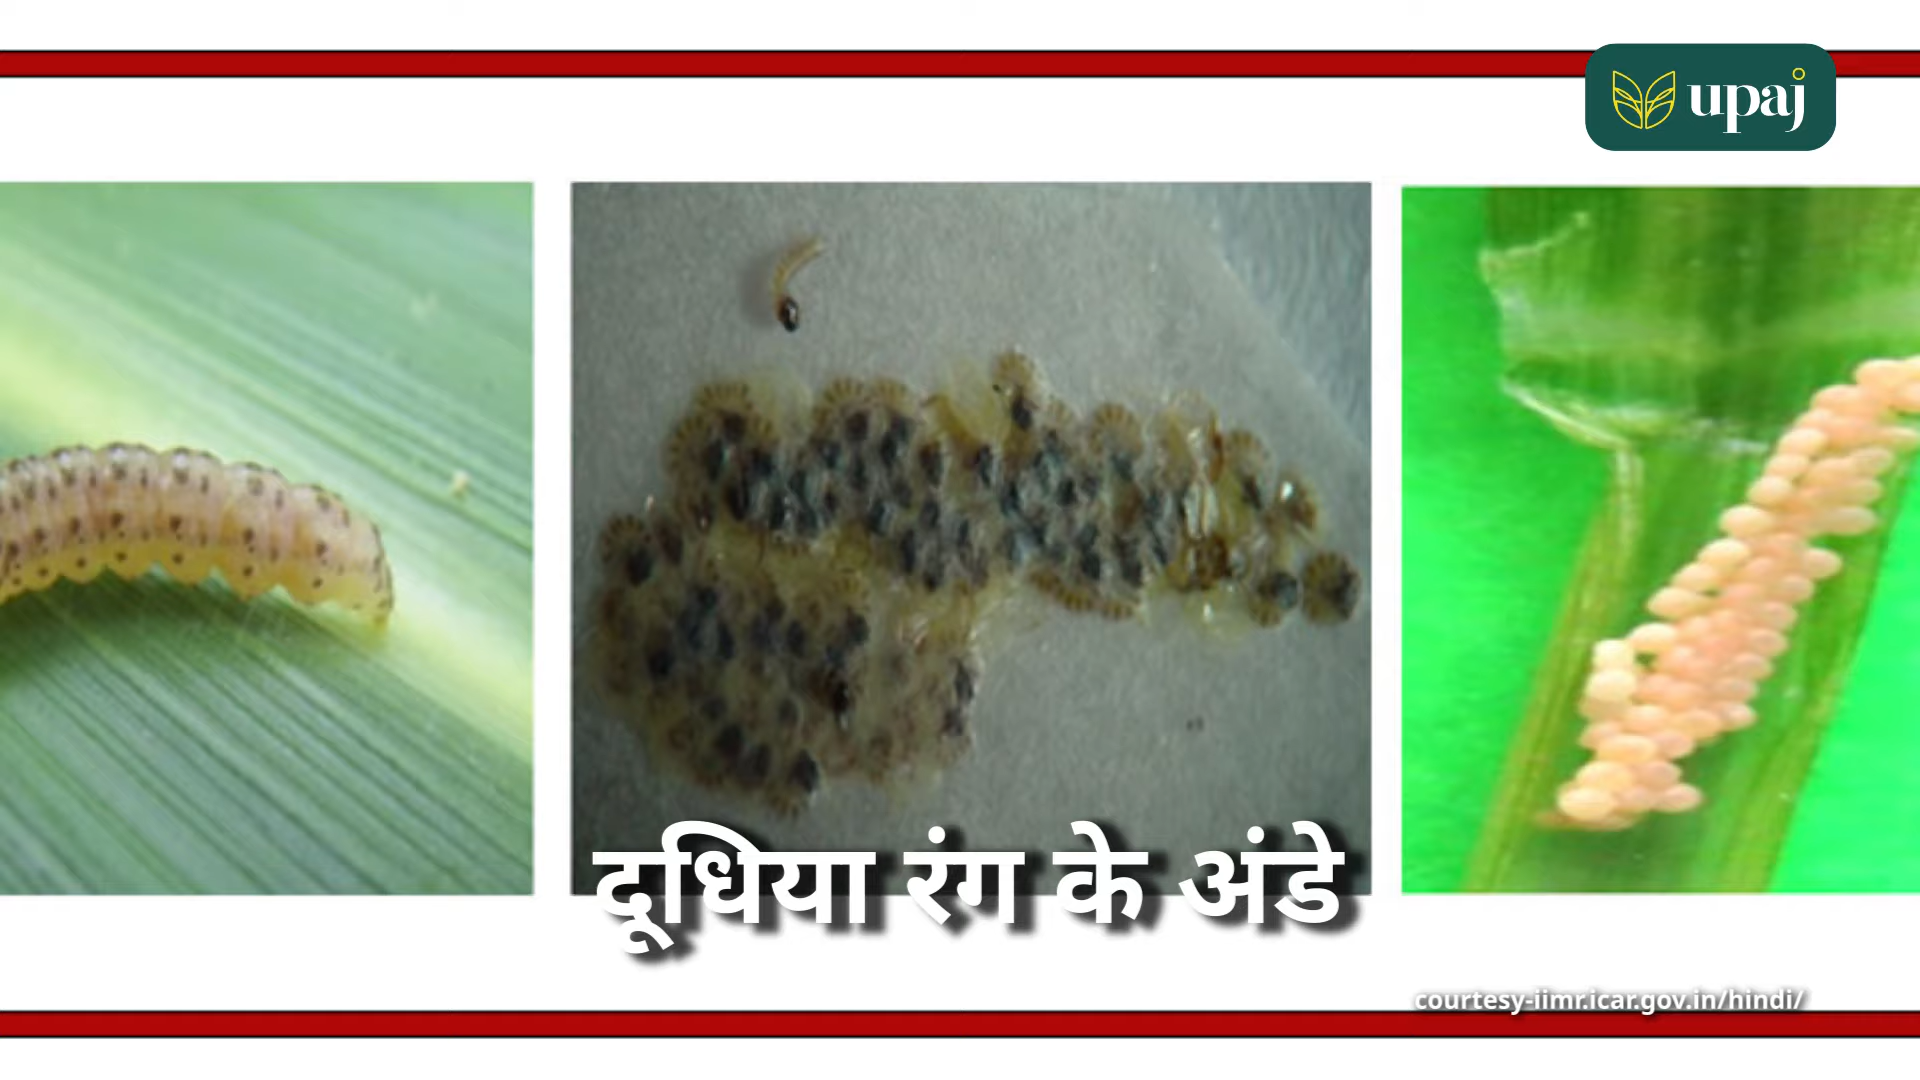 upaj
दूधिया रंग के अंडे
courtesy-iimr.icar.gov.in/hindi/